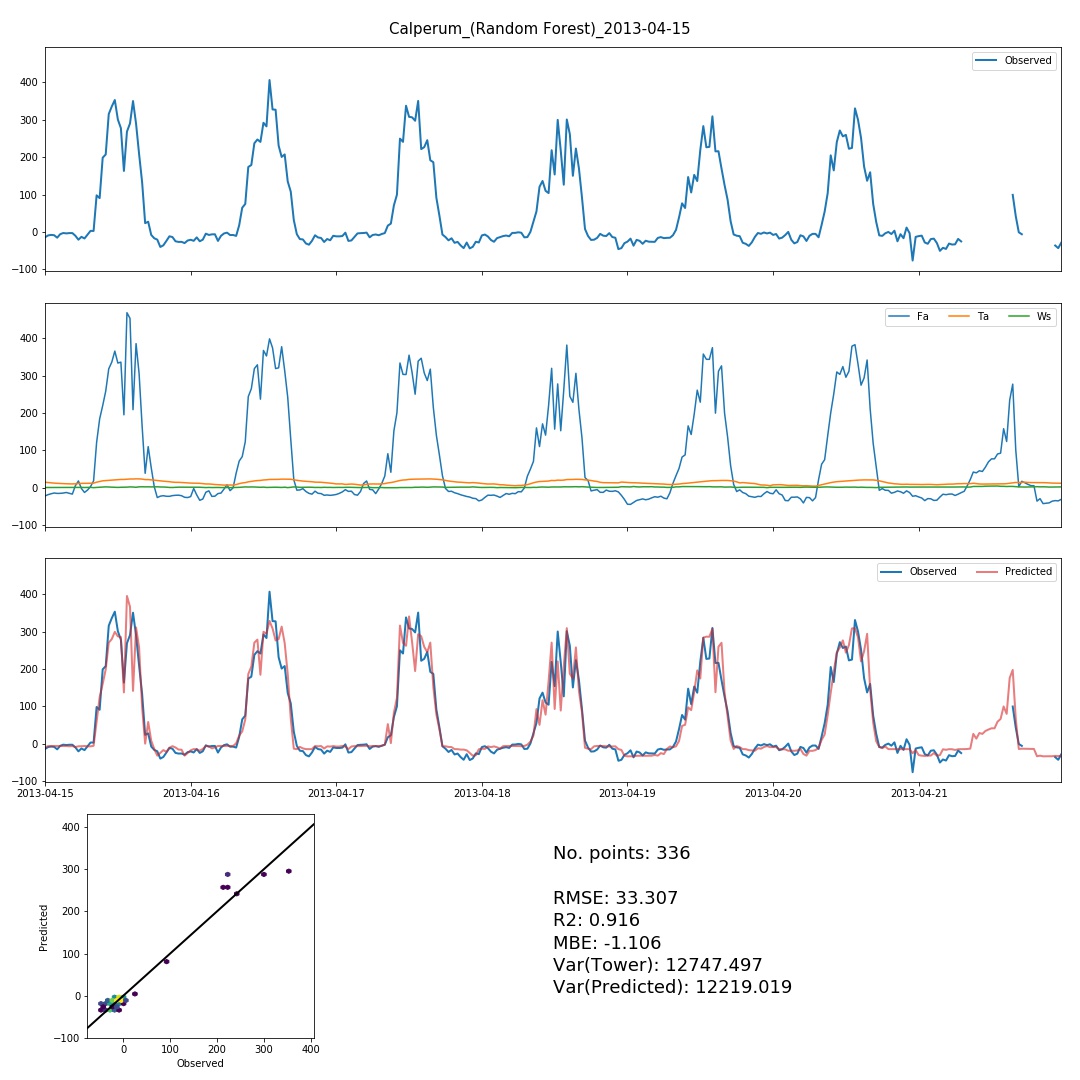 Calperum_(Random Forest)_2013-04-15
Observed
400
300
200
100
0
−100
Fa Ta Ws
400
300
200
100
0
−100
Observed Predicted
400
300
200
100
0
−100
2013-04-15 2013-04-16 2013-04-17 2013-04-18 2013-04-19 2013-04-20 2013-04-21
400
300
200
100
0
−100
Predicted
0 100 200 300 400
Observed
No. points: 336
RMSE: 33.307
R2: 0.916
MBE: -1.106
Var(Tower): 12747.497
Var(Predicted): 12219.019